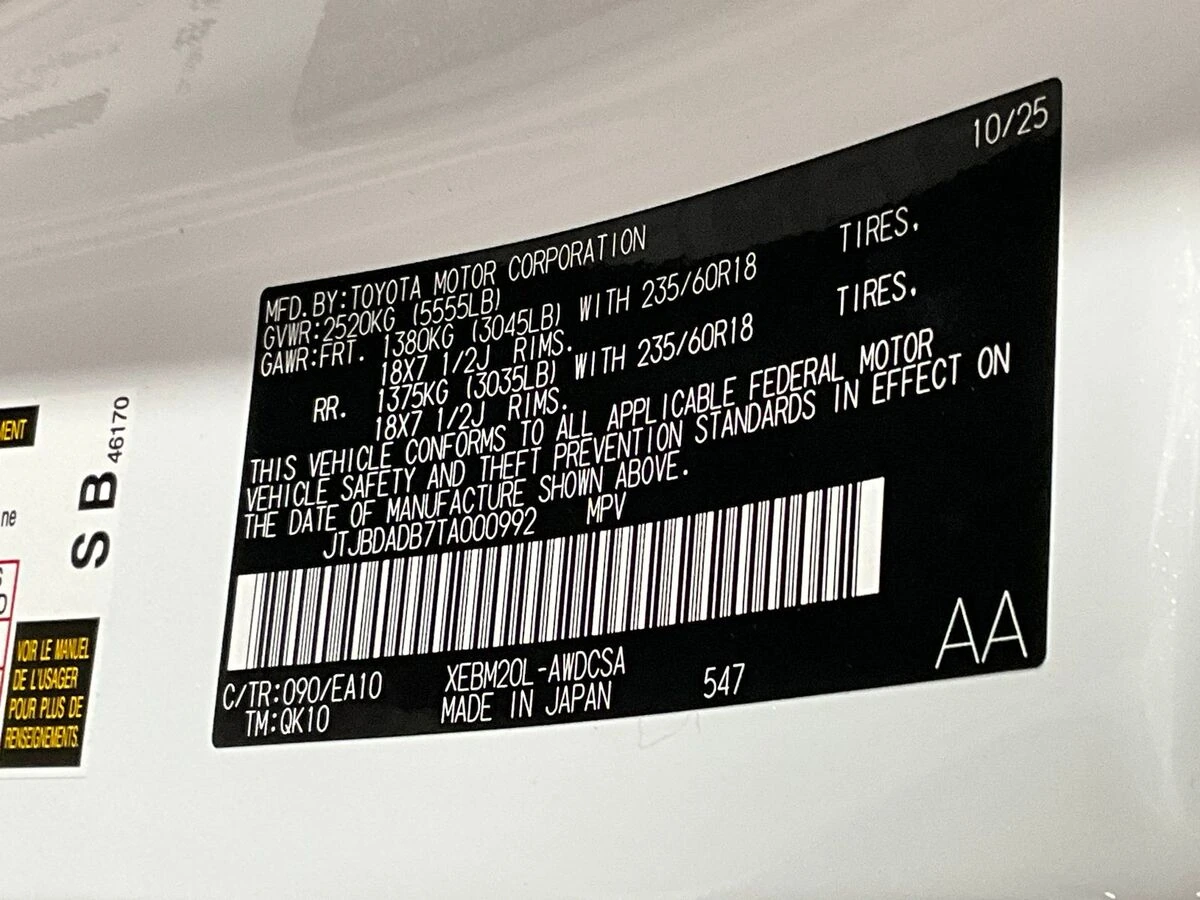 10/25
MFD.BY:TOYOTA MOTOR CORPORATION
GVWR:2520KG (5555LB)
GAWR:FRT. 1380KG (3045LB) WITH 235/60R18 TIRES,
18X7 1/2J RIMS.
RR. 1375KG (3035LB) WITH 235/60R18 TIRES,
18X7 1/2J RIMS.
THIS VEHICLE CONFORMS TO ALL APPLICABLE FEDERAL MOTOR
VEHICLE SAFETY AND THEFT PREVENTION STANDARDS IN EFFECT ON
THE DATE OF MANUFACTURE SHOWN ABOVE.
JTJBDADB7TA000992 MPV
C/TR:090/EA10 XEBM20L-AWDCSA 547 AA
TM:QK10 MADE IN JAPAN
SB 46170
VOIR LE MANUEL
DE L'USAGER
POUR PLUS DE
RENSEIGNEMENTS.